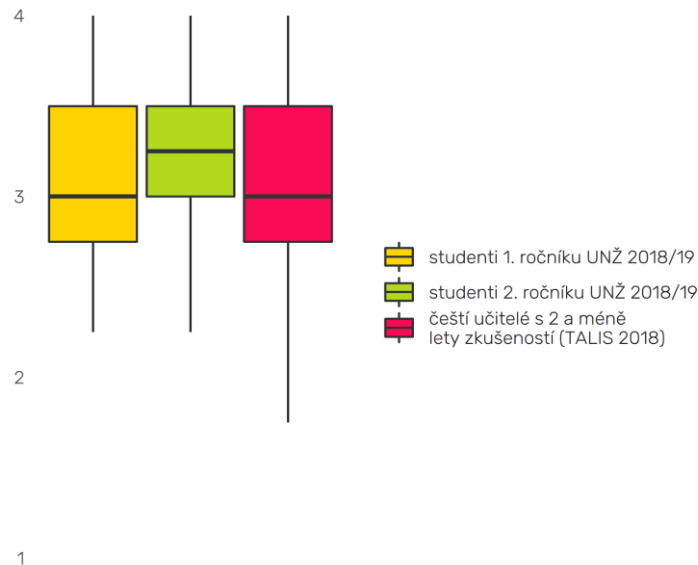 4
3
2
1
studenti 1. ročníku UNŽ 2018/19
studenti 2. ročníku UNŽ 2018/19
čeští učitelé s 2 a méně
lety zkušeností (TALIS 2018)